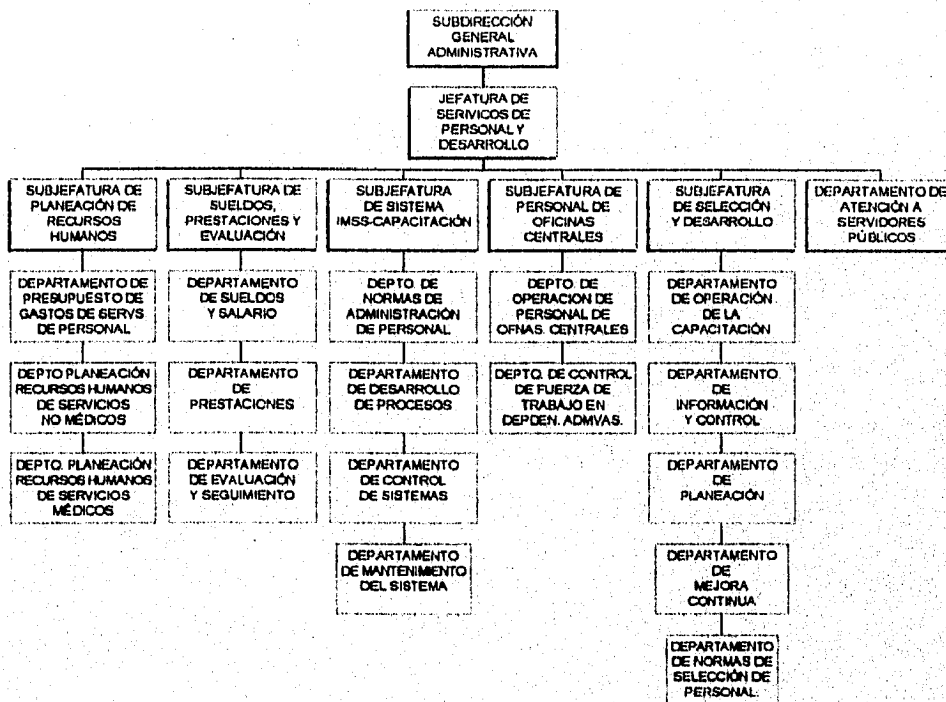 SUBDIRECCIÓN
GENERAL
ADMINISTRATIVA
JEFATURA DE
SERIVICOS DE
PERSONAL Y
DESARROLLO
SUBJEFATURA DE
PLANEACIÓN DE
RECURSOS
HUMANOS
SUBJEFATURA DE
SUELDOS,
PRESTACIONES Y
EVALUACIÓN
SUBJEFATURA
DE SISTEMA
IMSS-CAPACITACIÓN
SUBJEFATURA DE
PERSONAL DE
OFICINAS
CENTRALES
SUBJEFATURA
DE SELECCIÓN
Y DESARROLLO
DEPARTAMENTO DE
ATENCIÓN A
SERVIDORES
PÚBLICOS
DEPARTAMENTO DE
PRESUPUESTO DE
GASTOS DE SERVS
DE PERSONAL
DEPARTAMENTO
DE SUELDOS
Y SALARIO
DEPTO. DE
NORMAS DE
ADMINISTRACIÓN
DE PERSONAL
DEPTO. DE
OPERACION DE
PERSONAL DE
OFNAS. CENTRALES
DEPARTAMENTO
DE OPERACIÓN
DE LA
CAPACITACIÓN
DEPTO PLANEACIÓN
RECURSOS HUMANOS
DE SERVICIOS
NO MÉDICOS
DEPARTAMENTO
DE
PRESTACIONES
DEPARTAMENTO
DE DESARROLLO
DE PROCESOS
DEPTO. DE CONTROL
DE FUERZA DE
TRABAJO EN
DEPDEN. ADMVAS.
DEPARTAMENTO
DE
INFORMACIÓN
Y CONTROL
DEPTO. PLANEACIÓN
RECURSOS HUMANOS
DE SERVICIOS
MÉDICOS
DEPARTAMENTO
DE EVALUACIÓN
Y SEGUIMIENTO
DEPARTAMENTO
DE CONTROL
DE SISTEMAS
DEPARTAMENTO
DE
PLANEACIÓN
DEPARTAMENTO
DE MANTENIMIENTO
DEL SISTEMA
DEPARTAMENTO
DE
MEJORA
CONTINUA
DEPARTAMENTO
DE NORMAS DE
SELECCIÓN DE
PERSONAL.